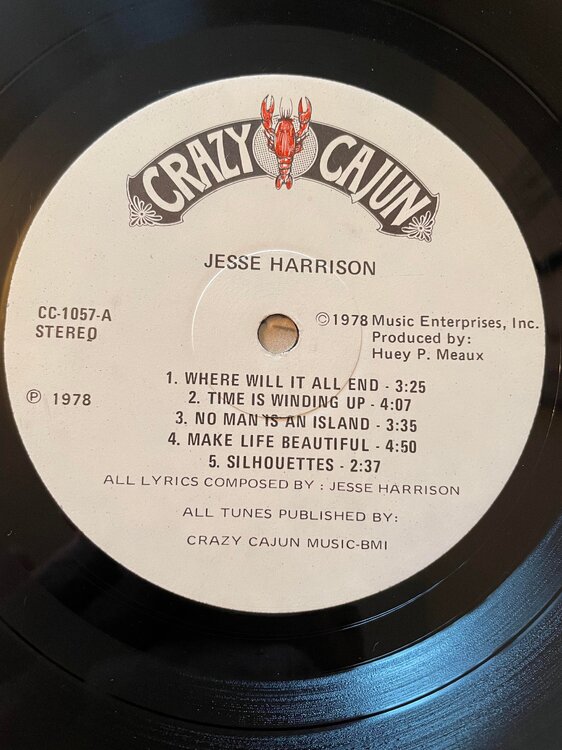 CRAZY CAJUN
JESSE HARRISON
CC-1057-A
STEREO
©1978 Music Enterprises, Inc.
Produced by:
Huey P. Meaux
℗ 1978
1. WHERE WILL IT ALL END - 3:25
2. TIME IS WINDING UP - 4:07
3. NO MAN IS AN ISLAND - 3:35
4. MAKE LIFE BEAUTIFUL - 4:50
5. SILHOUETTES - 2:37
ALL LYRICS COMPOSED BY : JESSE HARRISON
ALL TUNES PUBLISHED BY:
CRAZY CAJUN MUSIC-BMI